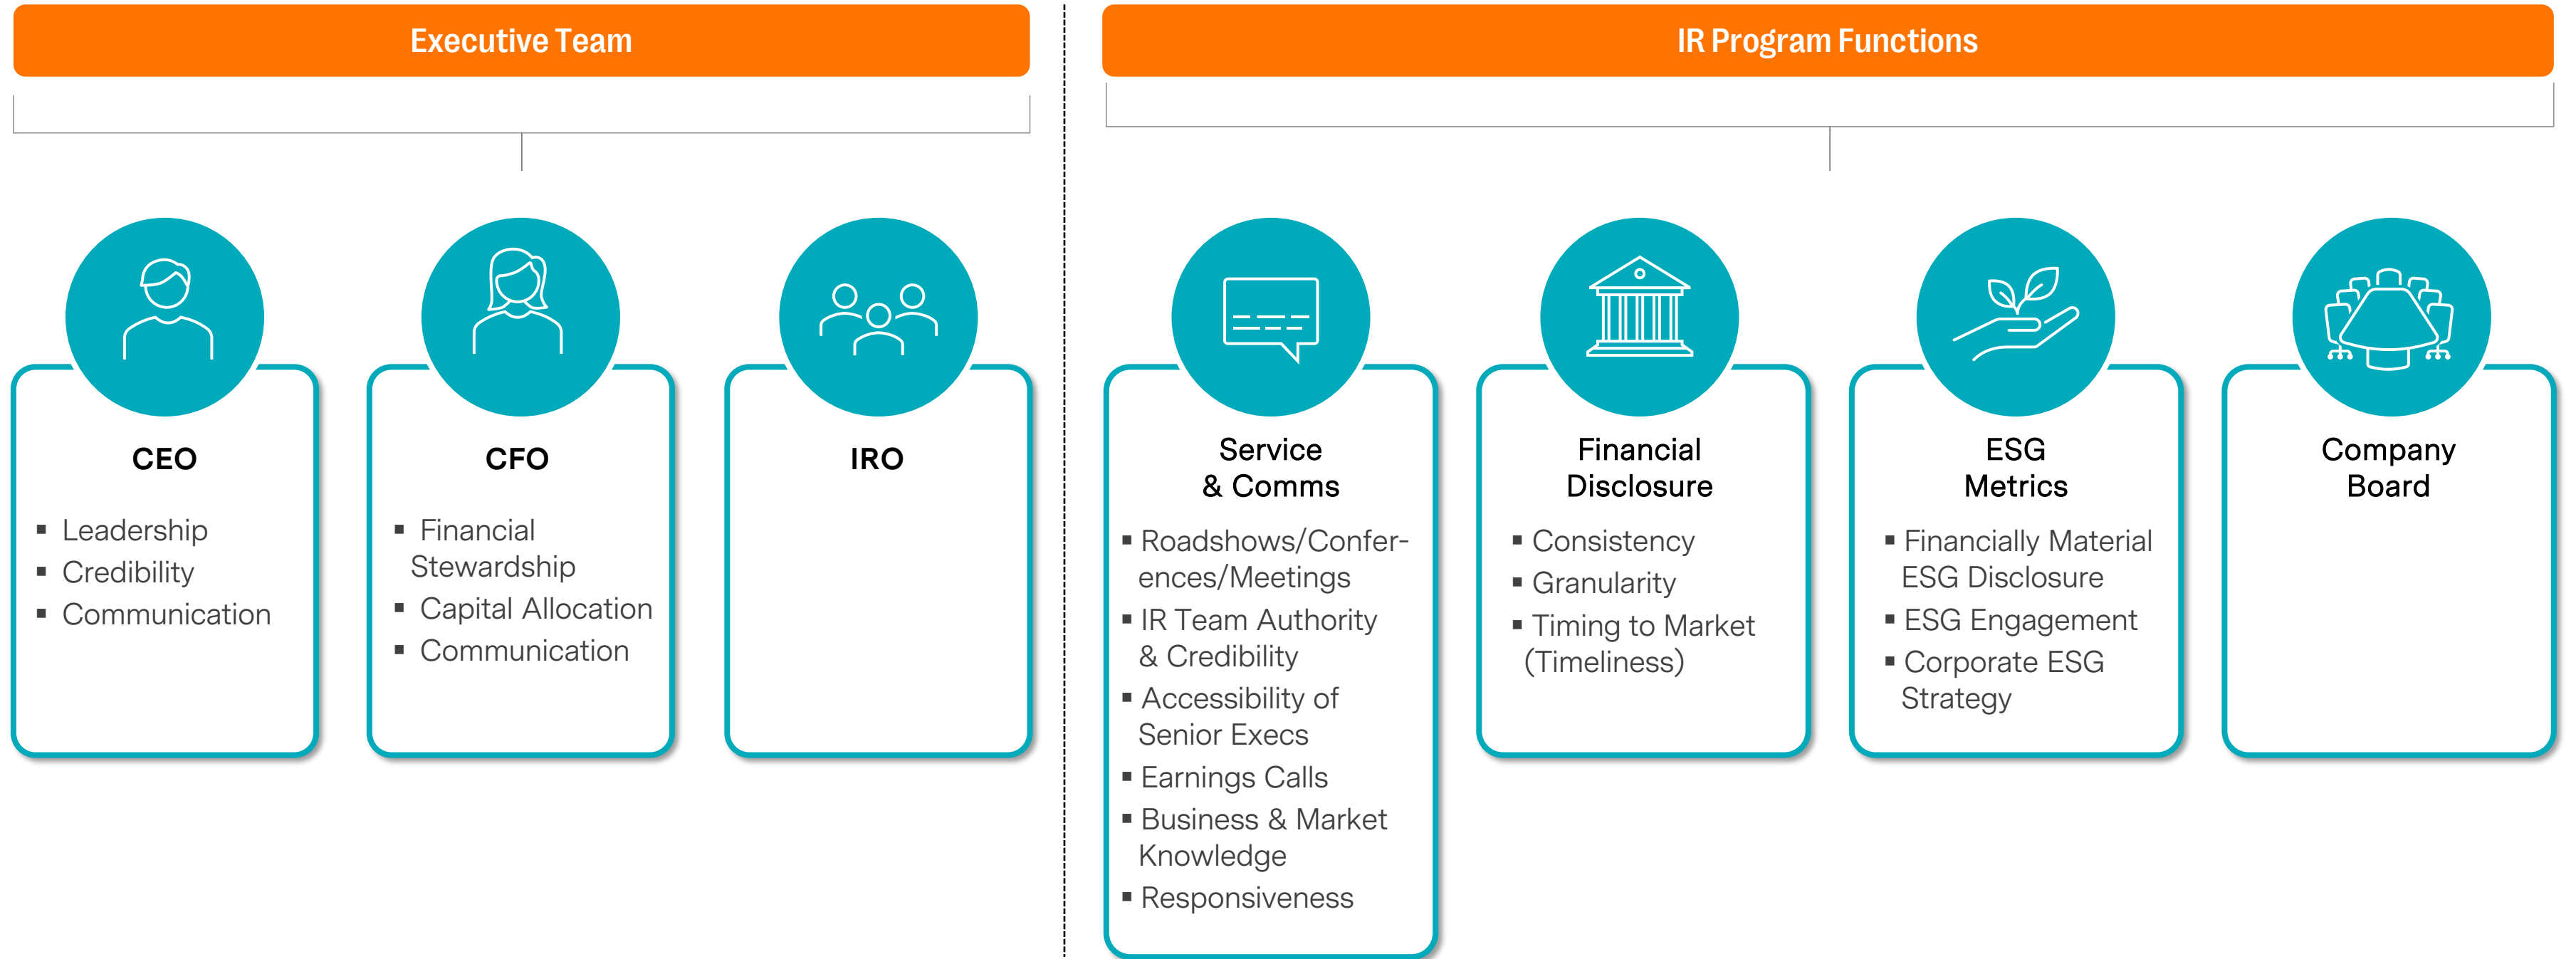 Executive Team
IR Program Functions
CEO
▪ Leadership
▪ Credibility
▪ Communication
CFO
▪ Financial
Stewardship
▪ Capital Allocation
▪ Communication
IRO
Service
& Comms
▪ Roadshows/Confer-
ences/Meetings
▪ IR Team Authority
& Credibility
▪ Accessibility of
Senior Execs
▪ Earnings Calls
▪ Business & Market
Knowledge
▪ Responsiveness
Financial
Disclosure
▪ Consistency
▪ Granularity
▪ Timing to Market
(Timeliness)
ESG
Metrics
▪ Financially Material
ESG Disclosure
▪ ESG Engagement
▪ Corporate ESG
Strategy
Company
Board